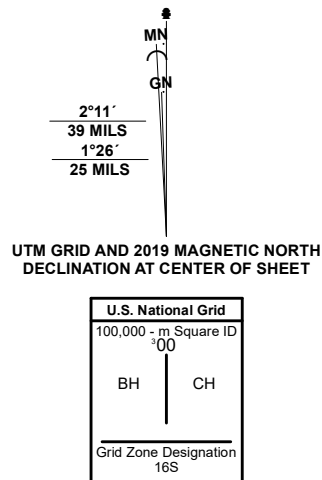 MN
GN
2°11´
39 MILS
1°26´
25 MILS
UTM GRID AND 2019 MAGNETIC NORTH
DECLINATION AT CENTER OF SHEET
U.S. National Grid
100,000 - m Square ID
³00
BH CH
Grid Zone Designation
16S